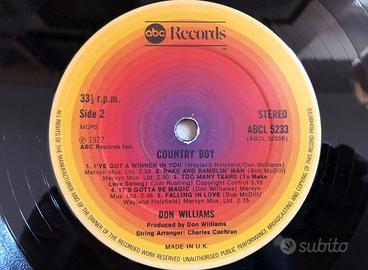 abc Records
33⅓ r.p.m.
Side 2
STEREO
MCPS
ABCL 5233
℗ 1977
(ABCL 5233B)
ABC Records Inc.
COUNTRY BOY
1. I'VE GOT A WINNER IN YOU (Wayland Holyfield/Don Williams)
Mervyn Mus. Ltd. 2.30 2. RAKE AND RAMBLIN' MAN (Bob McDill)
Mervyn Mus. Ltd. 2.50. 3. TOO MANY TEARS (To Make
Love Strong) (Jim Rushing) Copyright Control 3.16
4. IT'S GOTTA BE MAGIC (Don Williams) Mervyn
Mus. Ltd. 5. FALLING IN LOVE (Bob McDill)
Mervyn Mus. Ltd. 2.15
DON WILLIAMS
Produced by Don Williams
String Arranger: Charles Cochran
MADE IN U.K.
ALL RIGHTS OF THE MANUFACTURER AND OF THE OWNER OF THE RECORDED WORK RESERVED UNAUTHORISED PUBLIC PERFORMANCE, BROADCASTING AND COPYING OF THIS RECORD PROHIBITED
subito